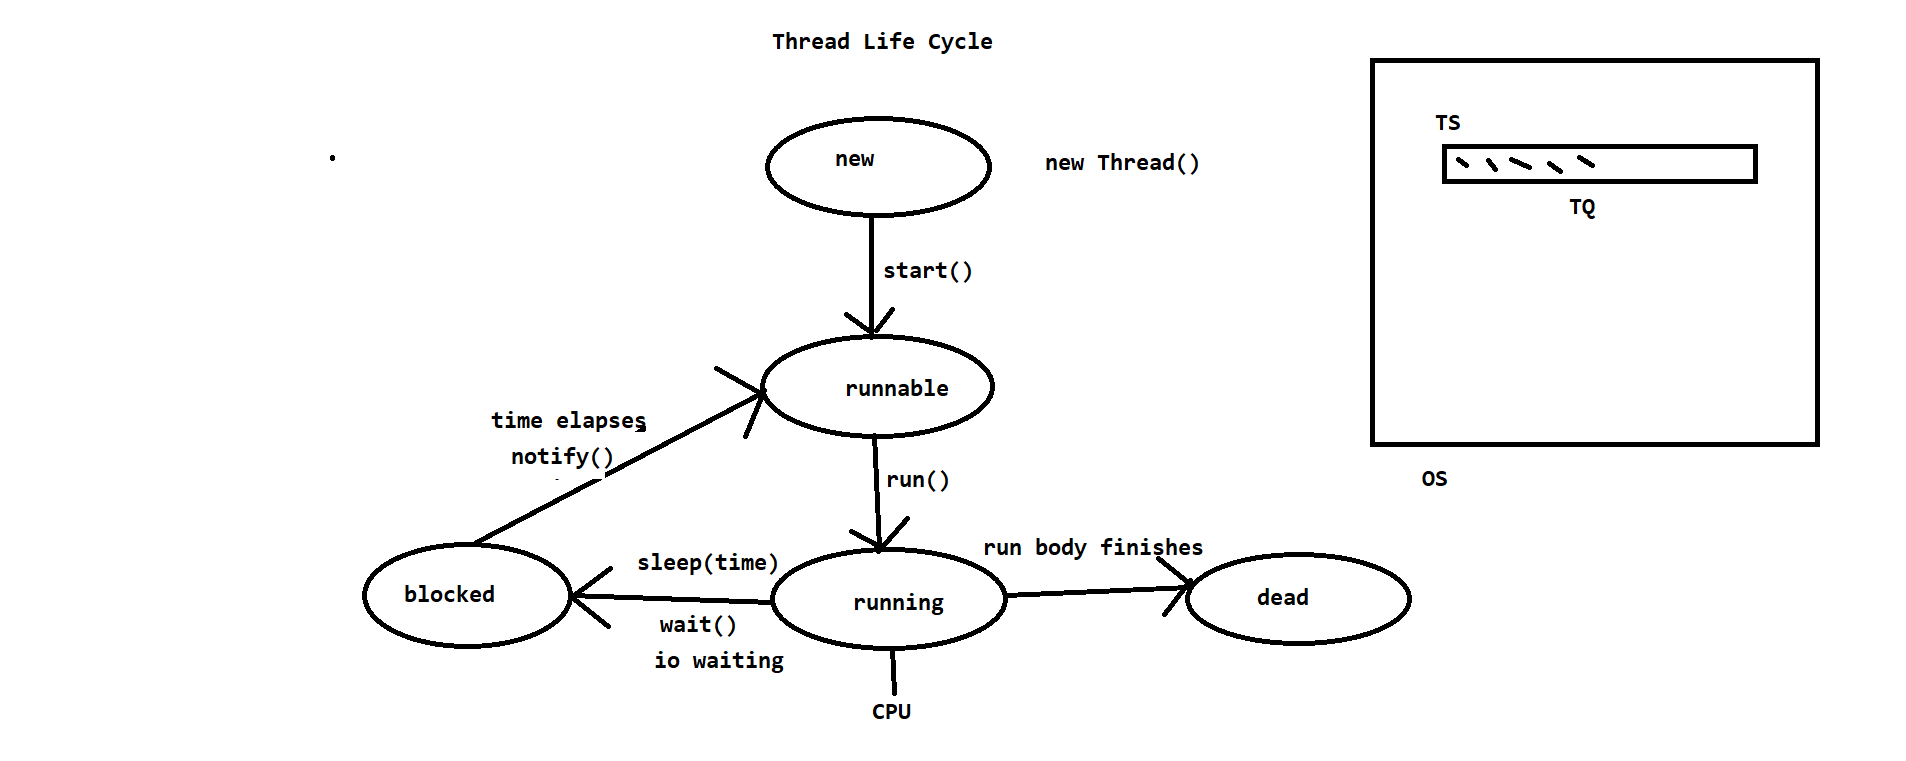 Thread Life Cycle
new
new Thread()
TS
TQ
start()
runnable
time elapses
notify()
run()
OS
sleep(time)
run body finishes
blocked
running
dead
wait()
io waiting
CPU